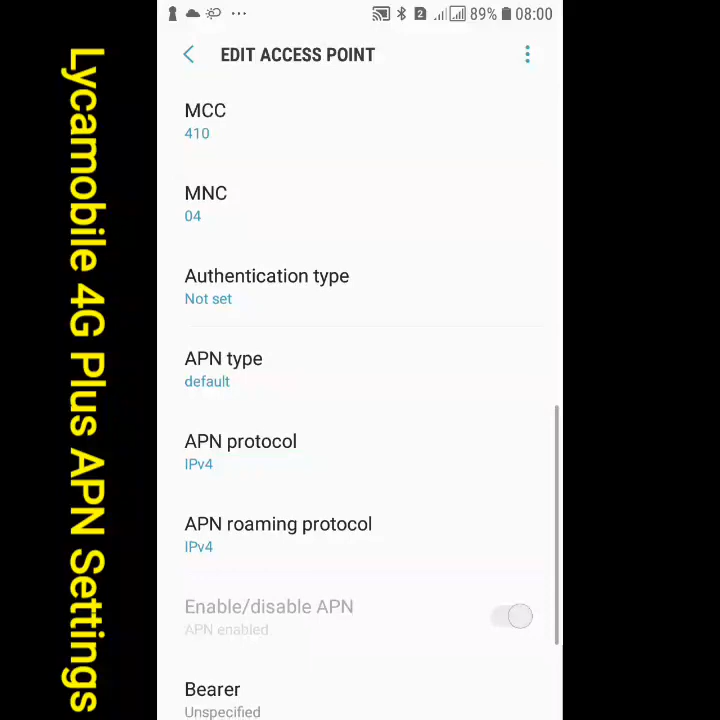 Lycamobile 4G Plus APN Settings
2
89%
08:00
EDIT ACCESS POINT
MCC
410
MNC
04
Authentication type
Not set
APN type
default
APN protocol
IPv4
APN roaming protocol
IPv4
Enable/disable APN
APN enabled
Bearer
Unspecified